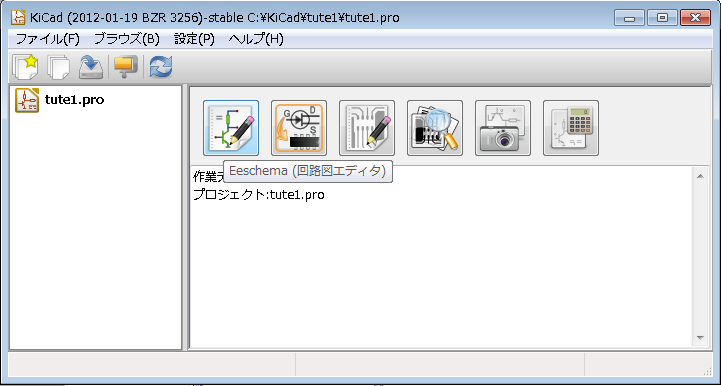 KiCad (2012-01-19 BZR 3256)-stable C:¥KiCad¥tute1¥tute1.pro
ファイル(F) ブラウズ(B) 設定(P) ヘルプ(H)
tute1.pro
G D S
Eeschema (回路図エディタ)
作業デ
プロジェクト:tute1.pro